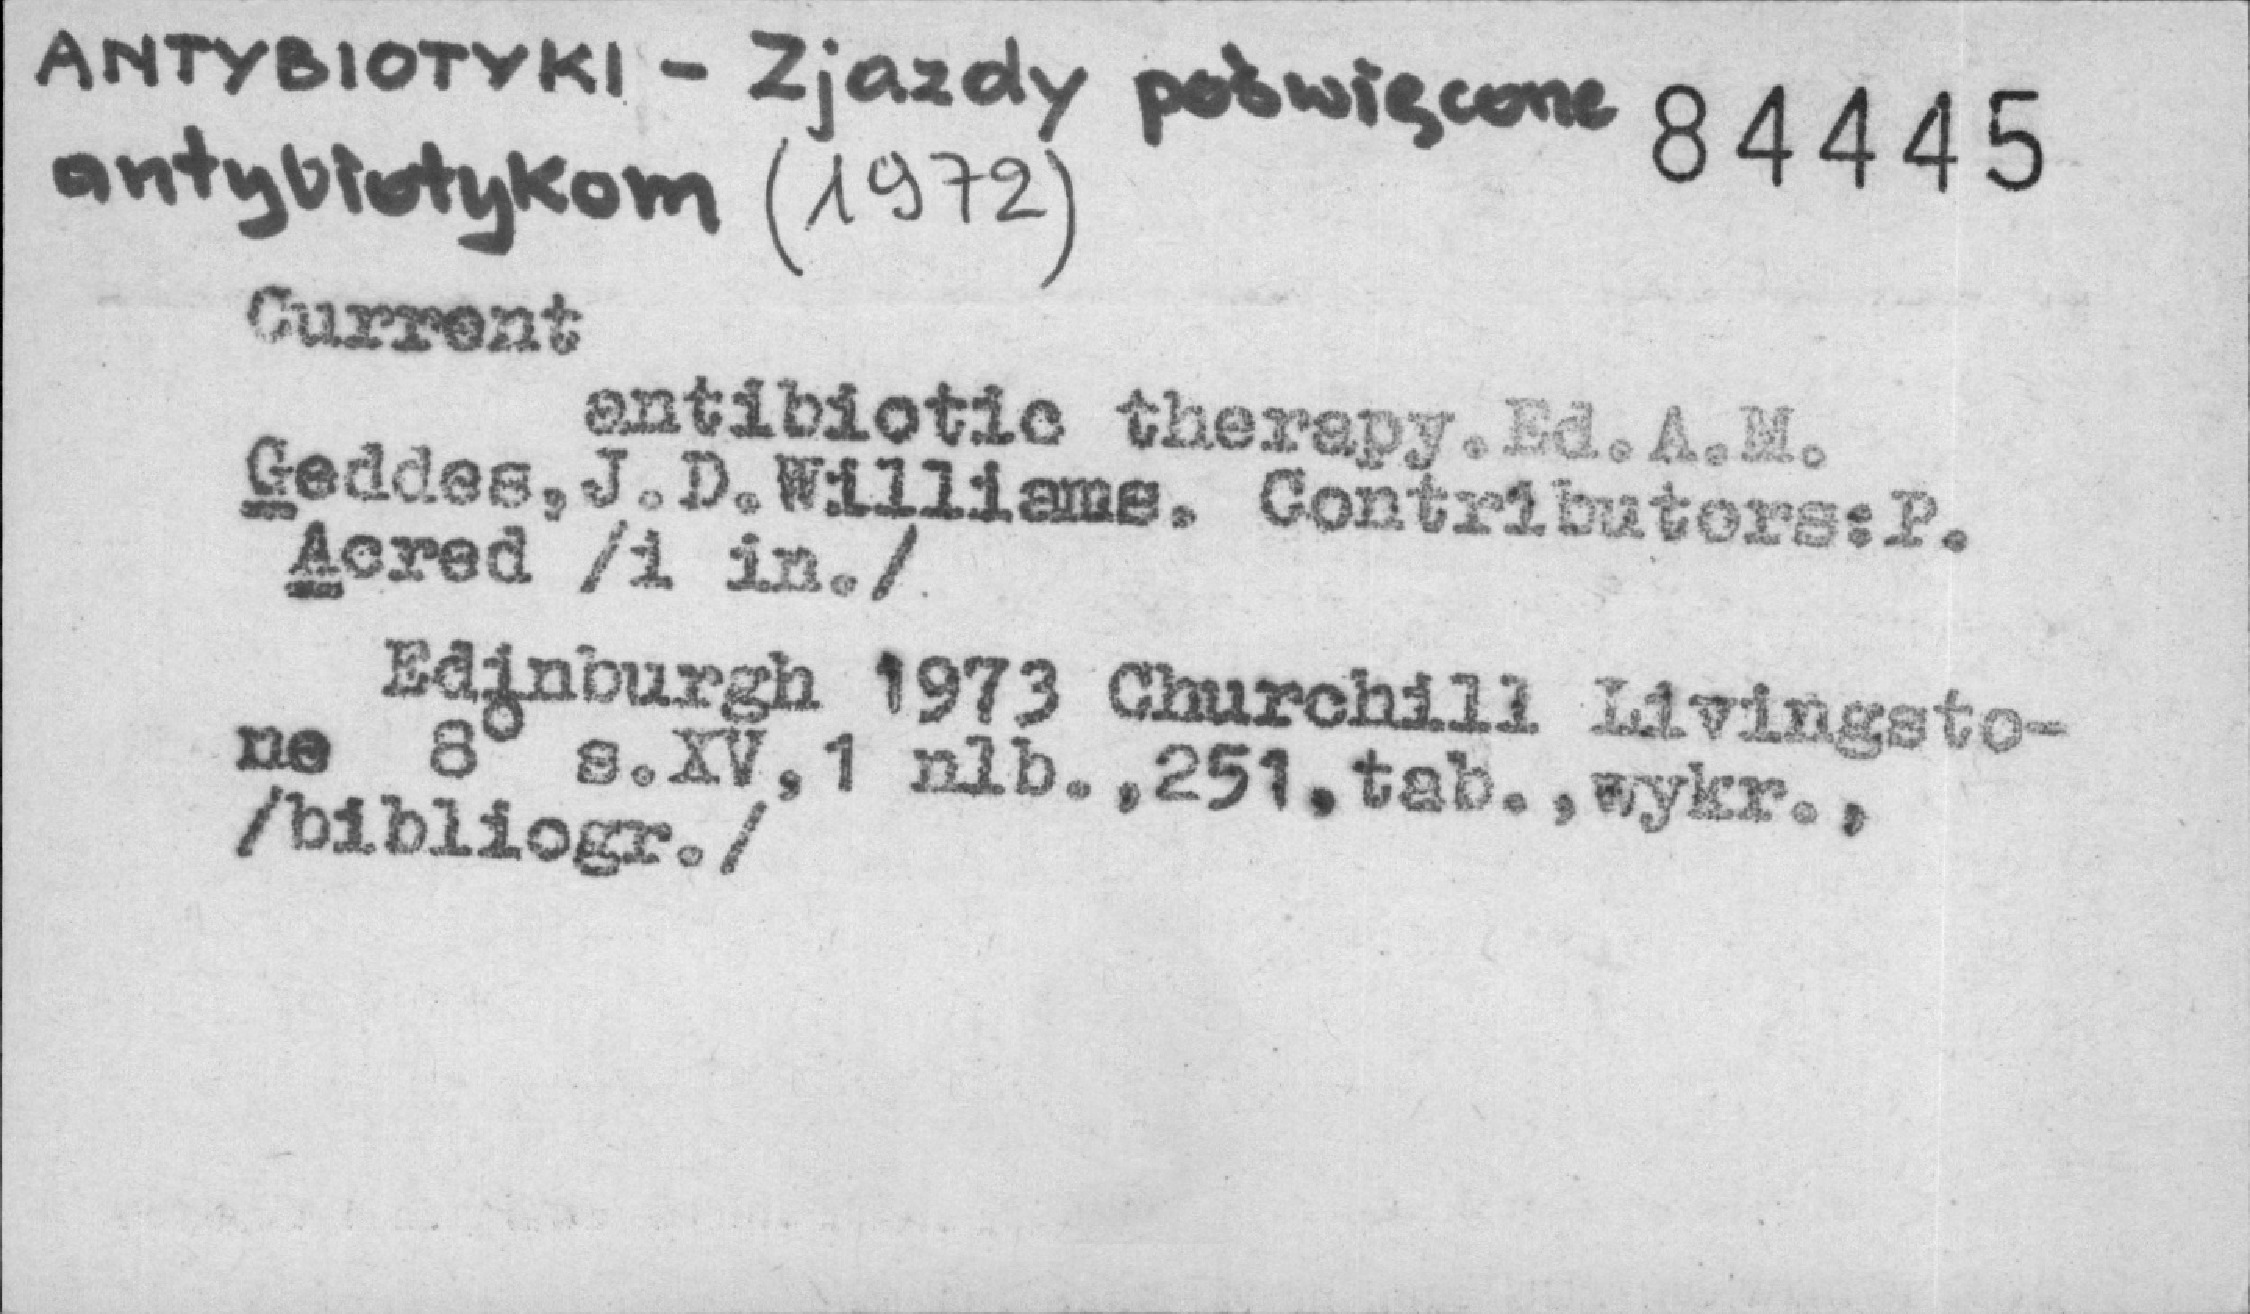 ANTYBIOTYKI - Zjazdy poświęcone 84445
antybiotykom (1972)
Current
antibiotic therapy.Ed.A.M.
Geddes,J.D.Williams. Contributors:P.
Acred /i in./
Edinburgh 1973 Churchill Livingsto-
ne 8° s.XV,1 nlb.,251,tab.,wykr.,
/bibliogr./